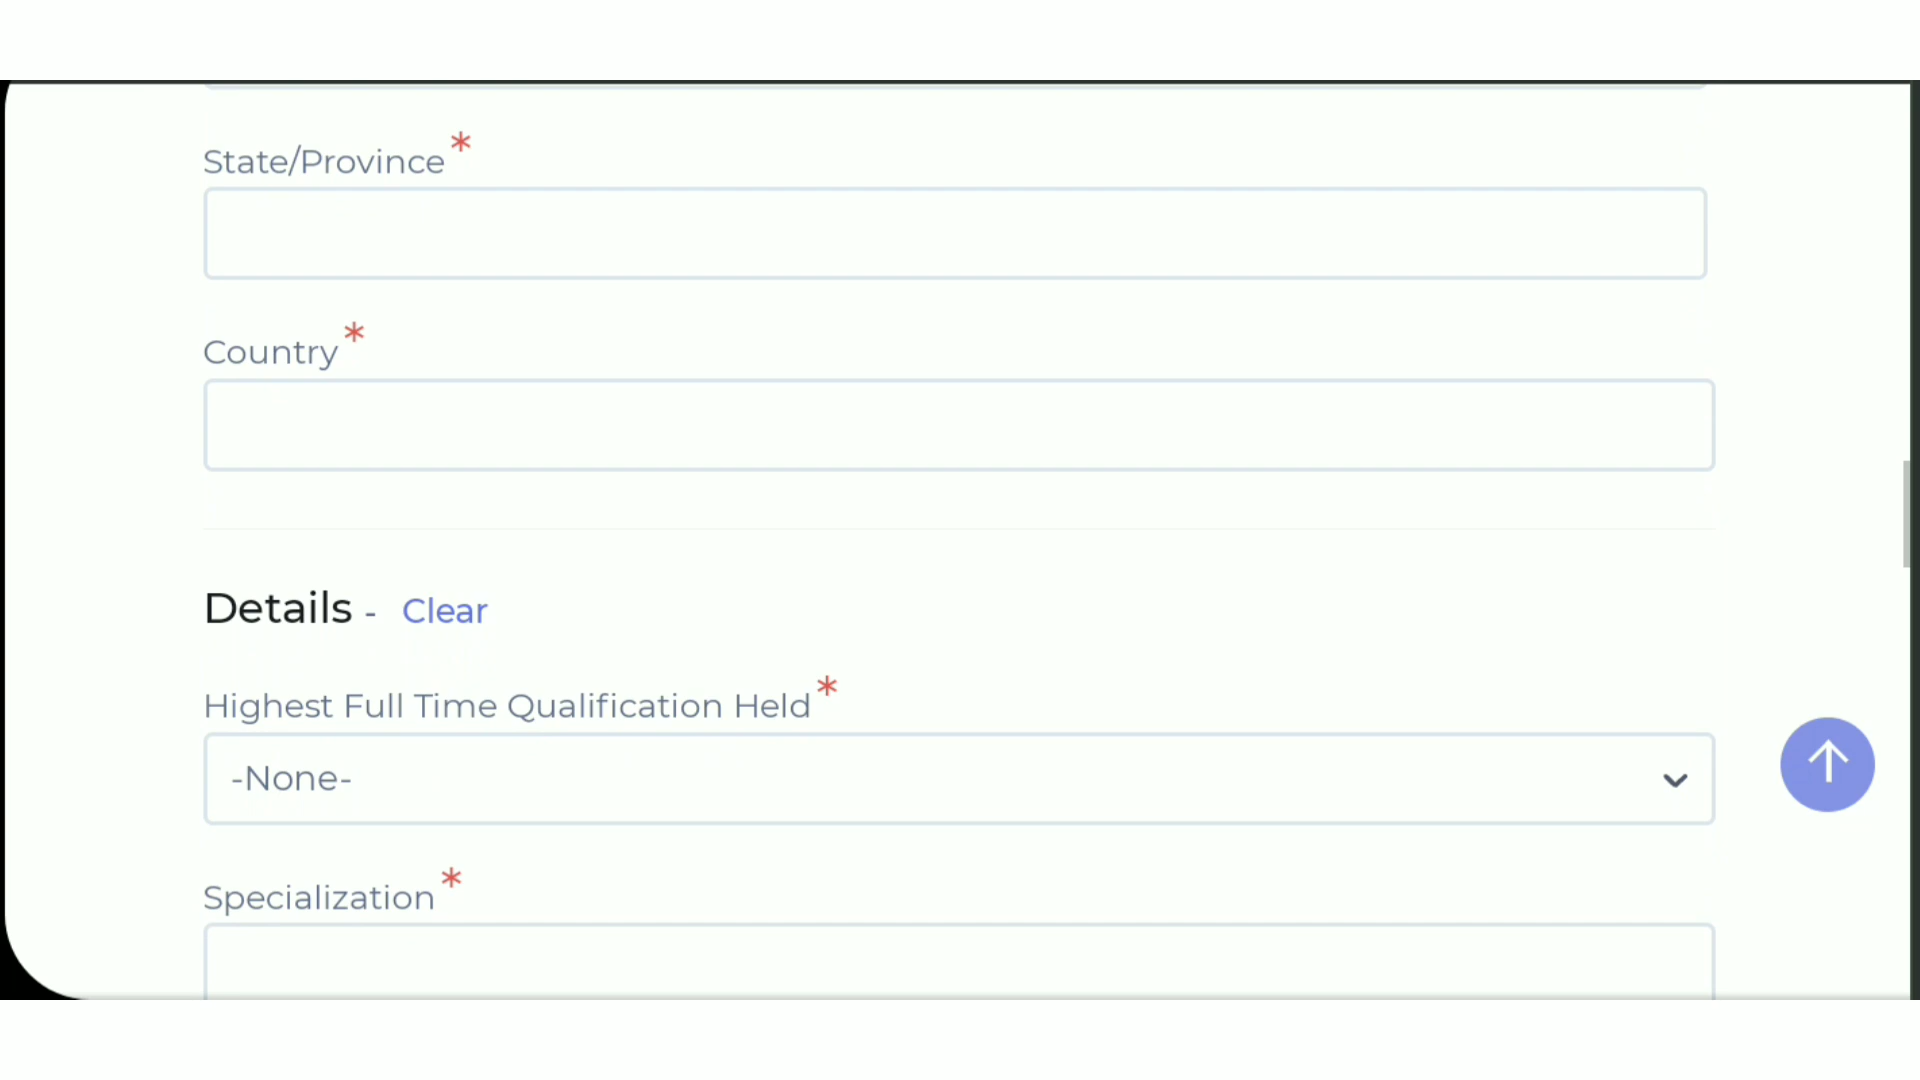 State/Province *
Country *
Details - Clear
Highest Full Time Qualification Held *
-None-
Specialization *